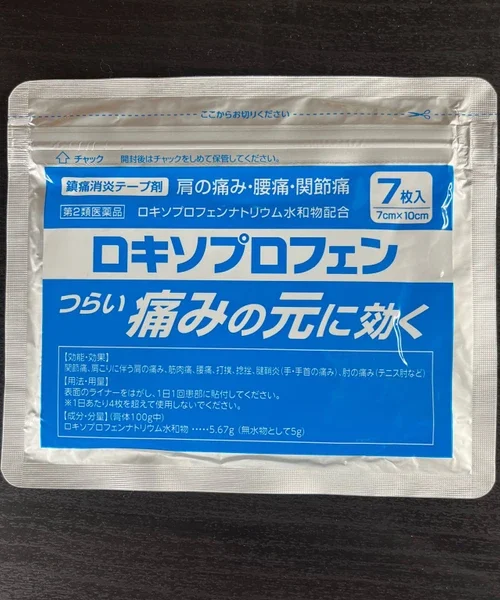 ここからお切りください
チャック 開封後はチャックをしめて保管してください。
鎮痛消炎テープ剤 肩の痛み・腰痛・関節痛
7枚入
7cm×10cm
第2類医薬品 ロキソプロフェンナトリウム水和物配合
ロキソプロフェン
つらい痛みの元に効く
【効能・効果】
関節痛、肩こりに伴う肩の痛み、筋肉痛、腰痛、打撲、捻挫、腱鞘炎(手・手首の痛み)、肘の痛み(テニス肘など)
【用法・用量】
表面のライナーをはがし、1日1回患部に貼付してください。
※1日あたり4枚を超えて使用しないでください。
【成分・分量】(膏体100g中)
ロキソプロフェンナトリウム水和物 ‥‥‥5.67g (無水物として5g)